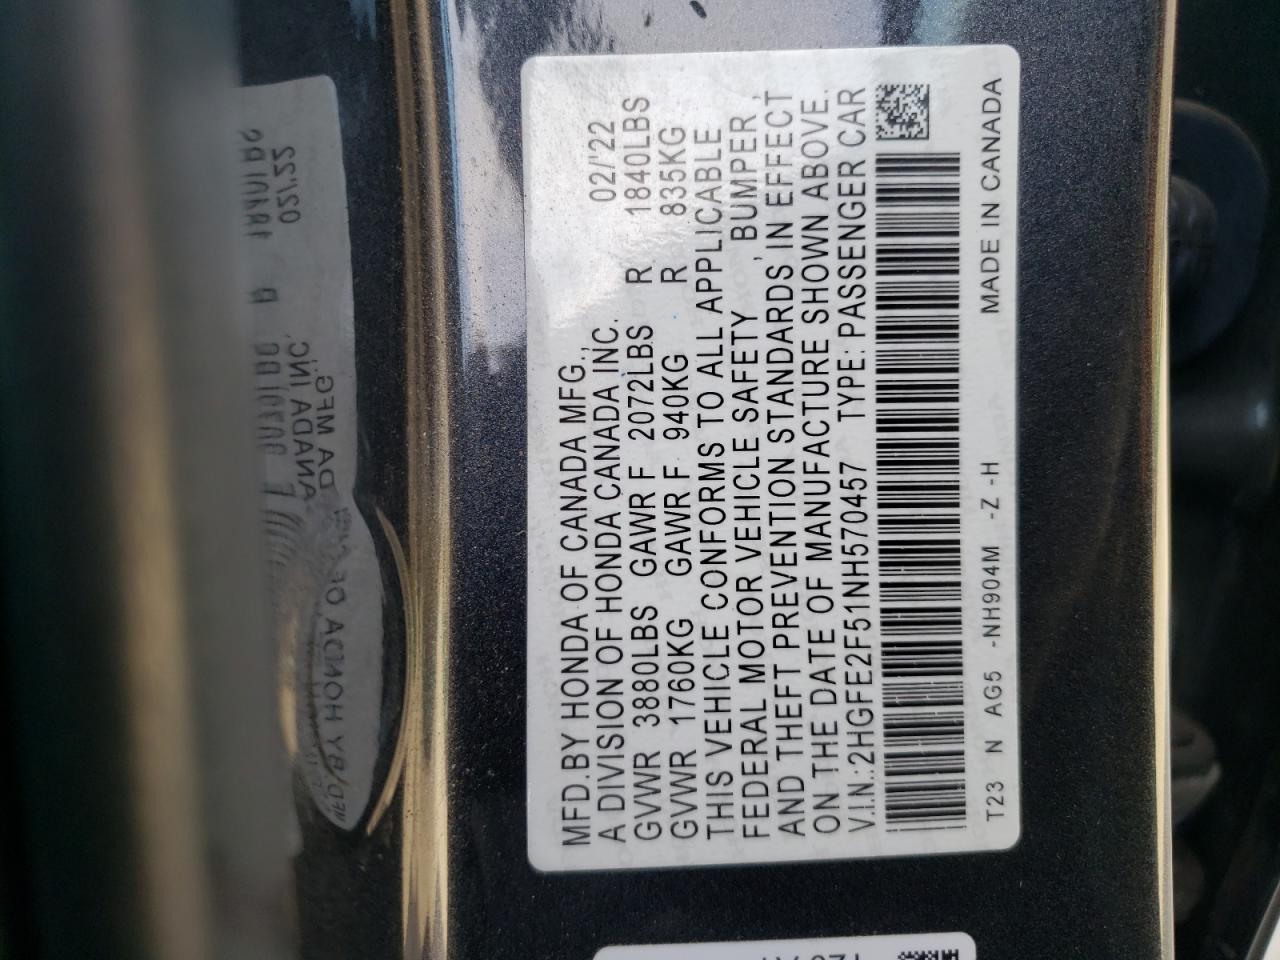 MFD. BY HONDA OF CANADA MFG.,
A DIVISION OF HONDA CANADA INC. 02/'22
GVWR 3880LBS GAWR F 2072LBS R 1840LBS
GVWR 1760KG GAWR F 940KG R 835KG
THIS VEHICLE CONFORMS TO ALL APPLICABLE
FEDERAL MOTOR VEHICLE SAFETY , BUMPER ,
AND THEFT PREVENTION STANDARDS IN EFFECT
ON THE DATE OF MANUFACTURE SHOWN ABOVE.
V.I.N.:2HGFE2F51NH570457 TYPE: PASSENGER CAR
T23 N AG5 -NH904M -Z -H MADE IN CANADA